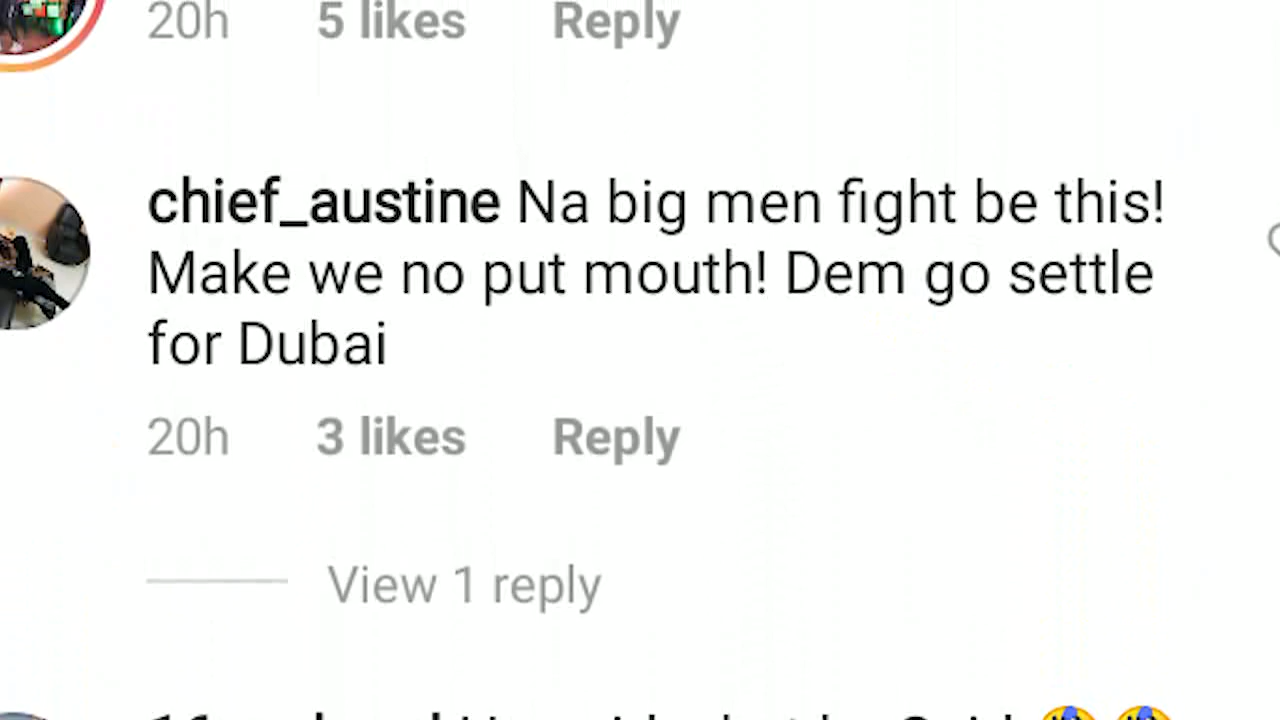 20h 5 likes Reply
chief_austine Na big men fight be this!
Make we no put mouth! Dem go settle
for Dubai
20h 3 likes Reply
View 1 reply